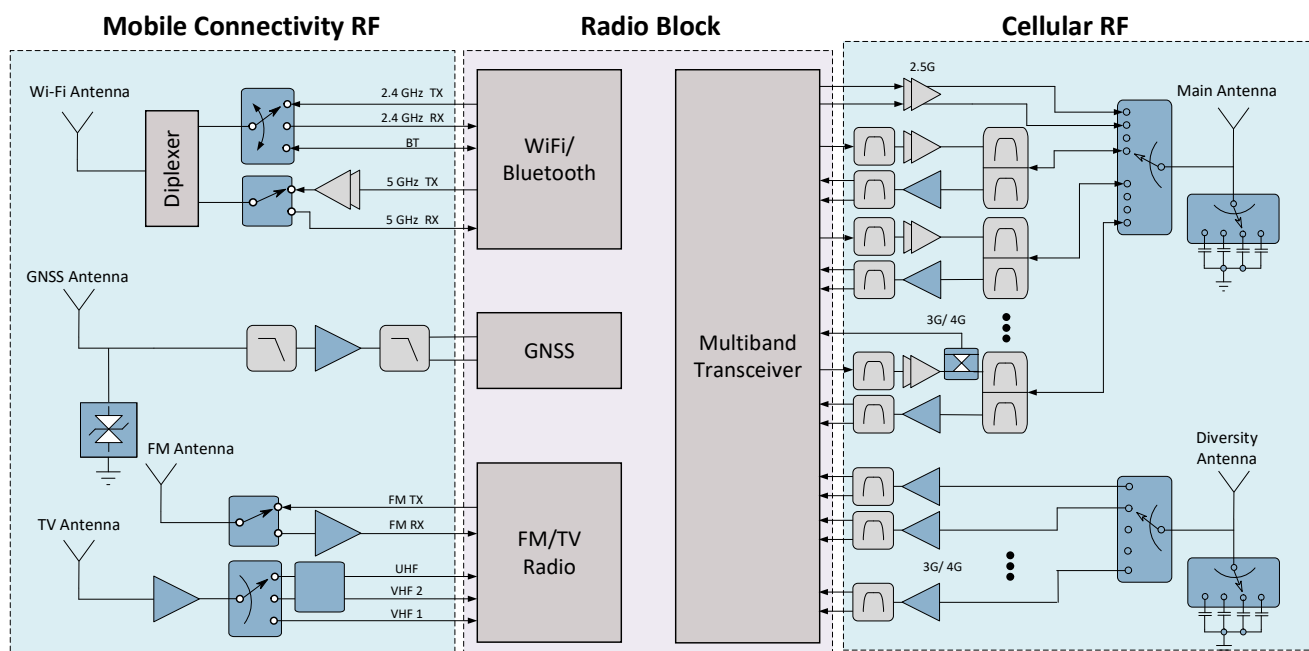 Mobile Connectivity RF
Radio Block
Cellular RF
Wi-Fi Antenna
Diplexer
2.4 GHz TX
2.4 GHz RX
BT
5 GHz TX
5 GHz RX
WiFi/
Bluetooth
GNSS Antenna
GNSS
FM Antenna
TV Antenna
FM TX
FM RX
UHF
VHF 2
VHF 1
FM/TV
Radio
Multiband
Transceiver
2.5G
Main Antenna
3G/ 4G
Diversity
Antenna
3G/ 4G